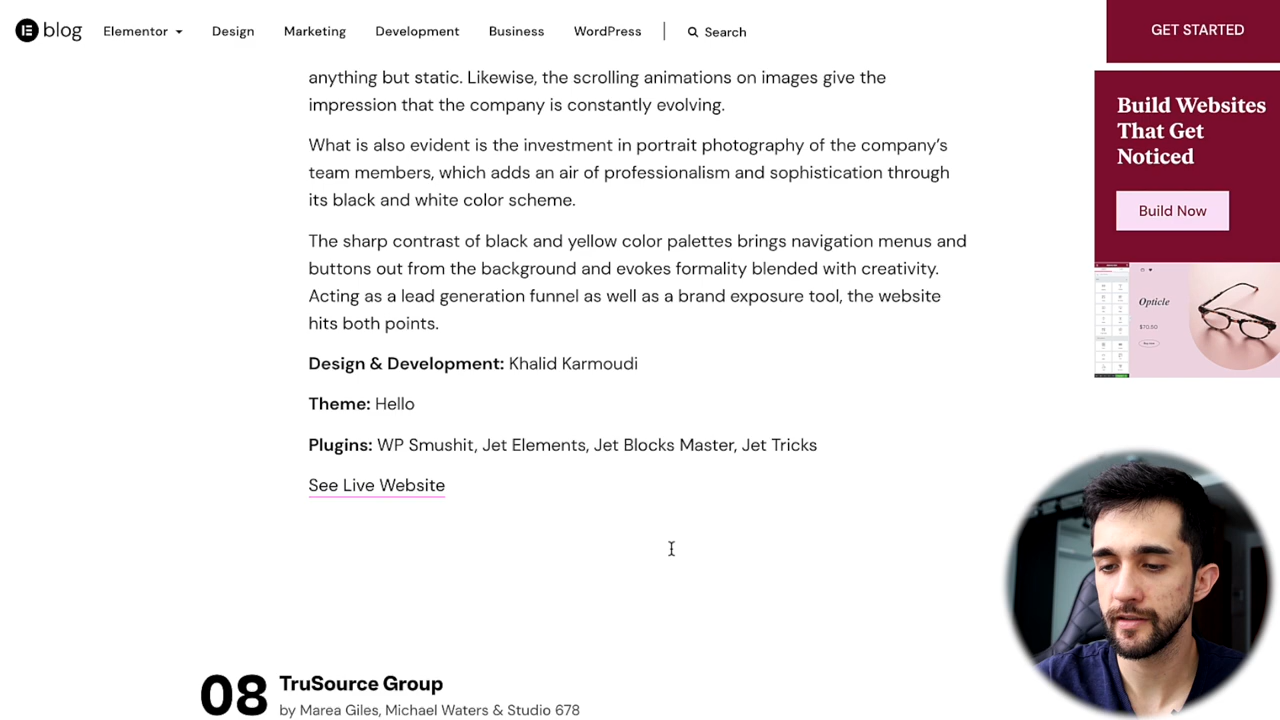 blog Elementor Design Marketing Development Business WordPress Search GET STARTED
anything but static. Likewise, the scrolling animations on images give the
impression that the company is constantly evolving.
What is also evident is the investment in portrait photography of the company’s
team members, which adds an air of professionalism and sophistication through
its black and white color scheme.
The sharp contrast of black and yellow color palettes brings navigation menus and
buttons out from the background and evokes formality blended with creativity.
Acting as a lead generation funnel as well as a brand exposure tool, the website
hits both points.
Design & Development: Khalid Karmoudi
Theme: Hello
Plugins: WP Smushit, Jet Elements, Jet Blocks Master, Jet Tricks
See Live Website
08
TruSource Group
by Marea Giles, Michael Waters & Studio 678
Build Websites
That Get
Noticed
Build Now
Opticle